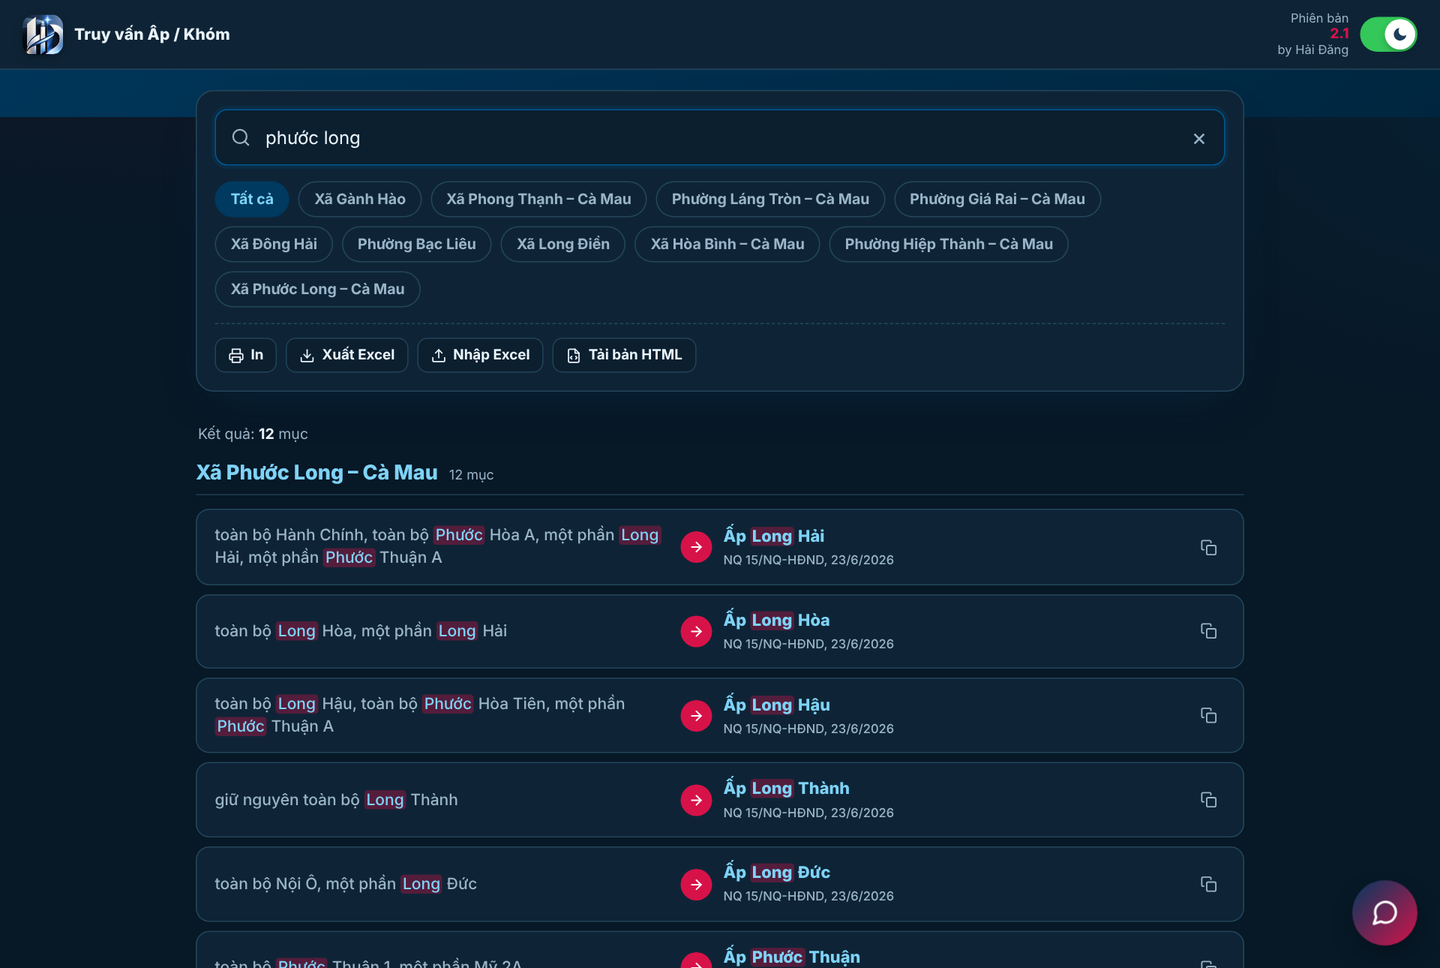 Truy vấn Ấp / Khóm
Phiên bản
2.1
by Hải Đăng
phước long
Tất cả
Xã Gành Hào
Xã Phong Thạnh – Cà Mau
Phường Láng Tròn – Cà Mau
Phường Giá Rai – Cà Mau
Xã Đông Hải
Phường Bạc Liêu
Xã Long Điền
Xã Hòa Bình – Cà Mau
Phường Hiệp Thành – Cà Mau
Xã Phước Long – Cà Mau
In
Xuất Excel
Nhập Excel
Tải bản HTML
Kết quả: 12 mục
Xã Phước Long – Cà Mau 12 mục
toàn bộ Hành Chính, toàn bộ Phước Hòa A, một phần Long
Hải, một phần Phước Thuận A
Ấp Long Hải
NQ 15/NQ-HĐND, 23/6/2026
toàn bộ Long Hòa, một phần Long Hải
Ấp Long Hòa
NQ 15/NQ-HĐND, 23/6/2026
toàn bộ Long Hậu, toàn bộ Phước Hòa Tiên, một phần
Phước Thuận A
Ấp Long Hậu
NQ 15/NQ-HĐND, 23/6/2026
giữ nguyên toàn bộ Long Thành
Ấp Long Thành
NQ 15/NQ-HĐND, 23/6/2026
toàn bộ Nội Ô, một phần Long Đức
Ấp Long Đức
NQ 15/NQ-HĐND, 23/6/2026
toàn bộ Phước Thuận 1, một phần Mỹ 2A
Ấp Phước Thuận